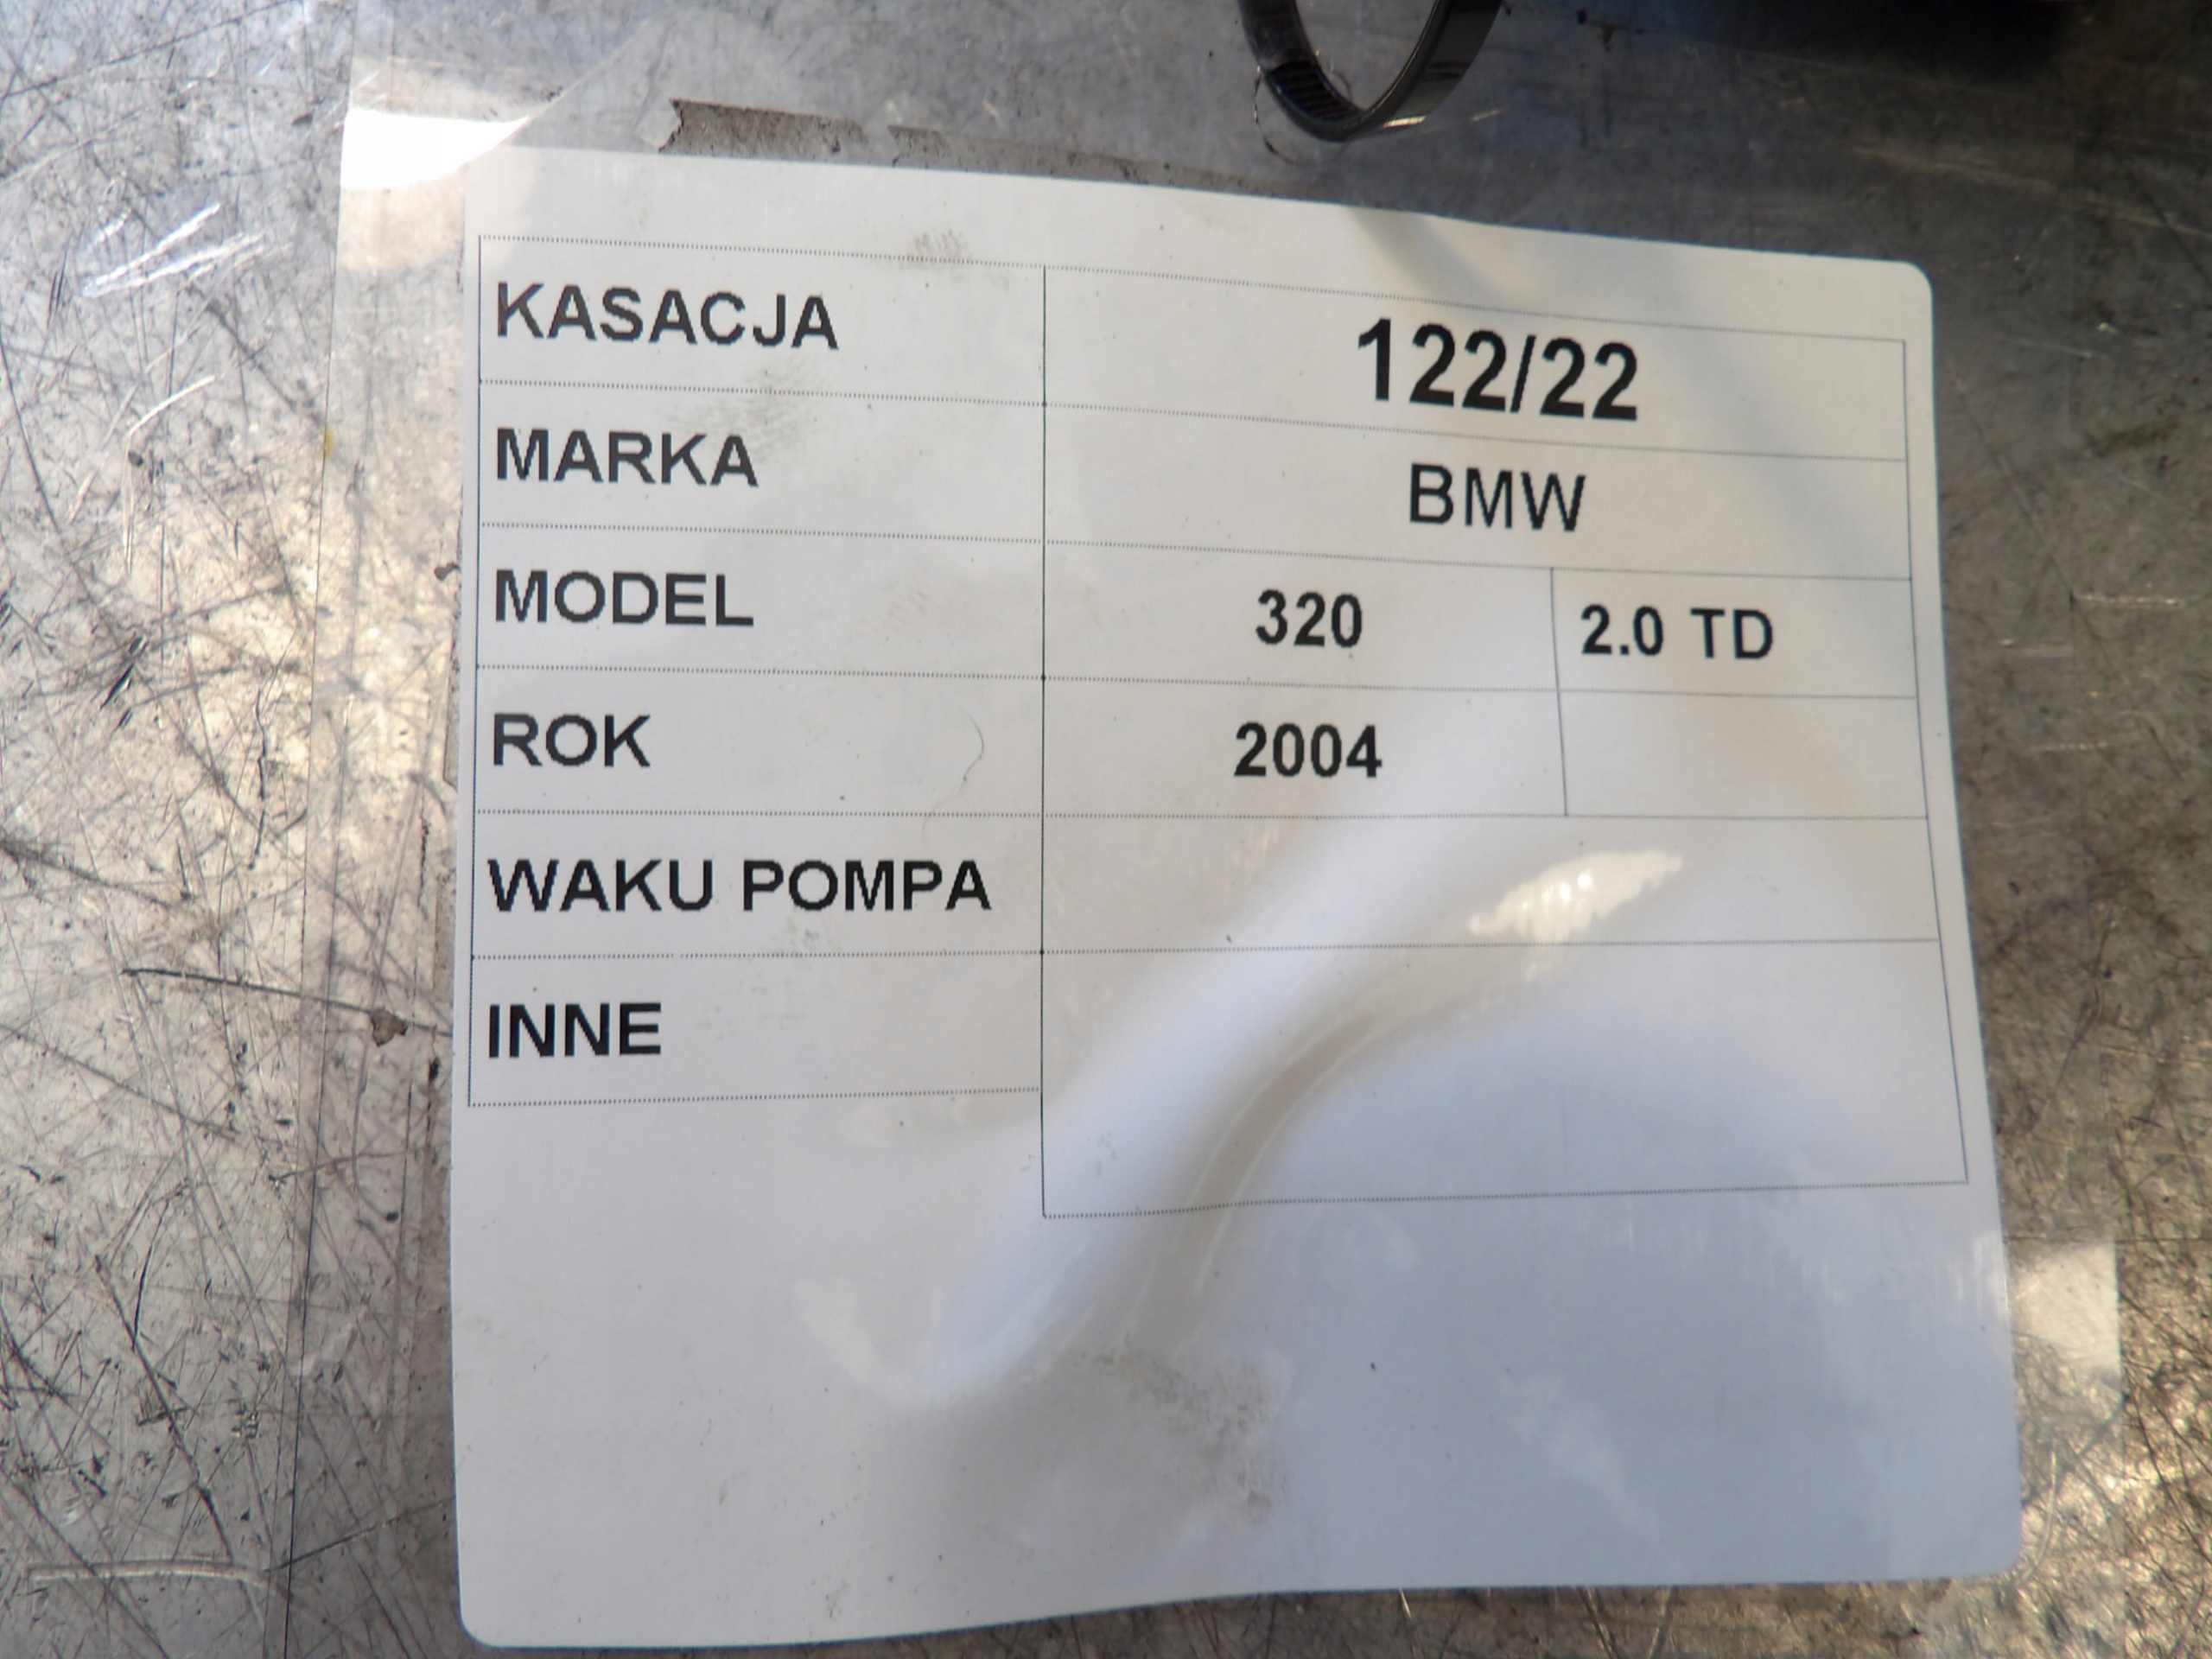 KASACJA 122/22
MARKA BMW
MODEL 320 2.0 TD
ROK 2004
WAKU POMPA
INNE